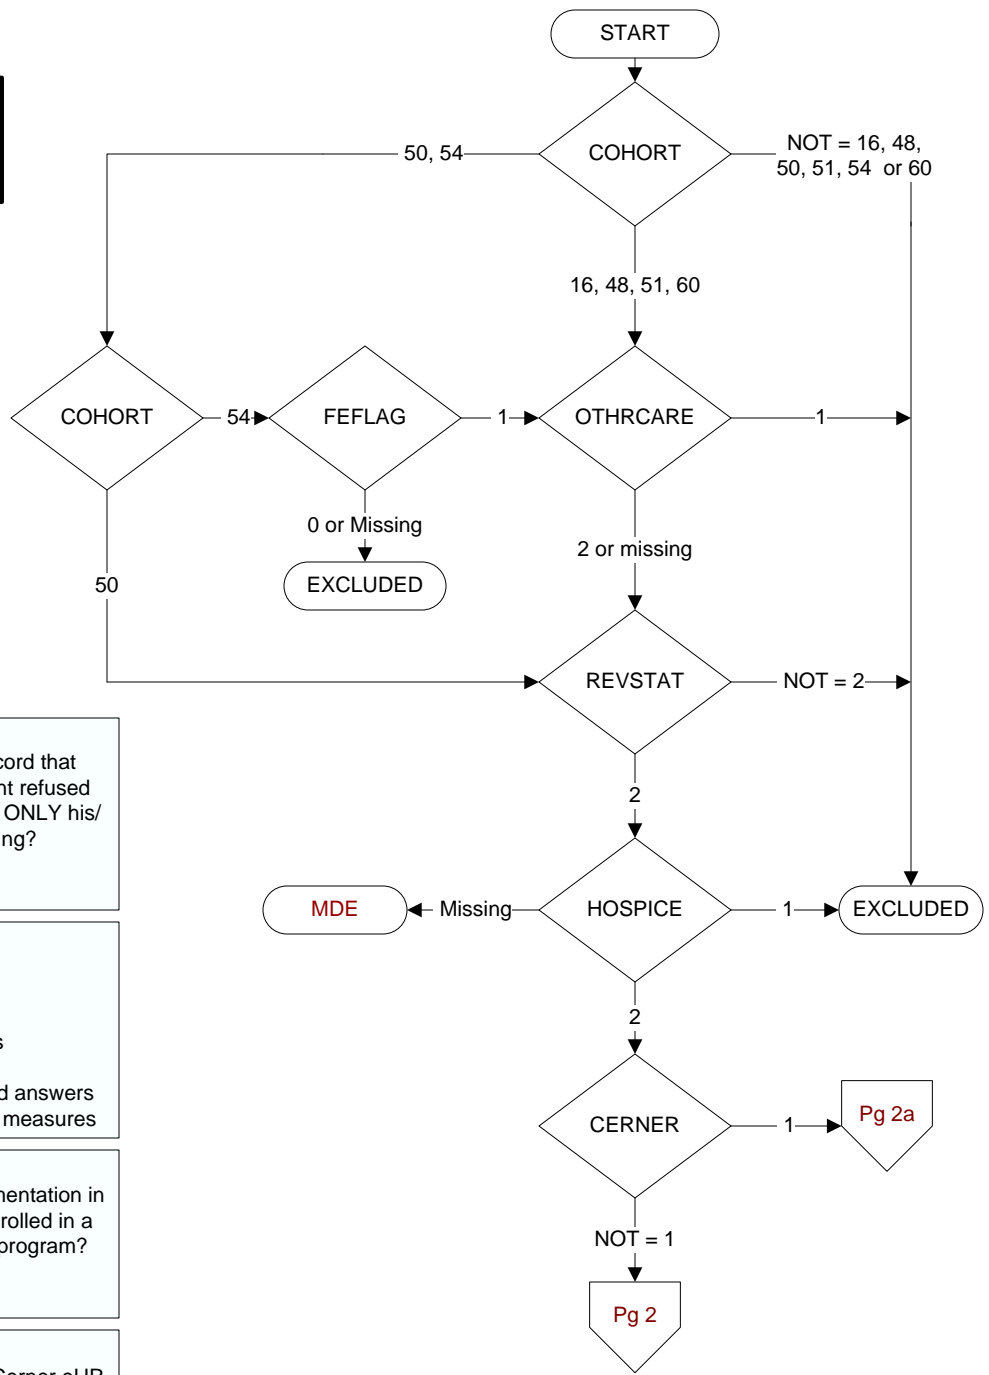 START
COHORT
50, 54
NOT = 16, 48,
50, 51, 54 or 60
16, 48, 51, 60
COHORT
54
FEFLAG
1
OTHRCARE
1
0 or Missing
2 or missing
EXCLUDED
50
REVSTAT
NOT = 2
2
cord that
nt refused
ONLY his/
ng?
MDE
Missing
HOSPICE
1
EXCLUDED
2
s
d answers
measures
CERNER
1
Pg 2a
nentation in
rolled in a
program?
NOT = 1
Pg 2